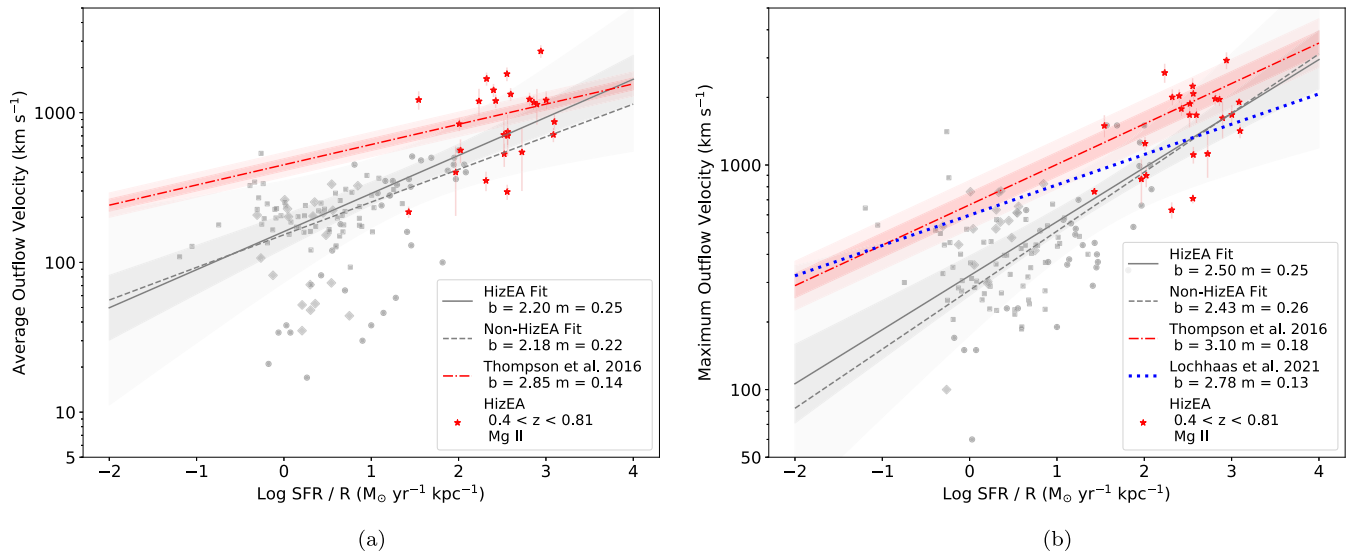 Average Outflow Velocity (km s⁻¹)
1000
100
10
5
−2
−1
0
1
2
3
4
Log SFR / R (M⊙ yr⁻¹ kpc⁻¹)
HizEA Fit
b = 2.20 m = 0.25
Non-HizEA Fit
b = 2.18 m = 0.22
Thompson et al. 2016
b = 2.85 m = 0.14
HizEA
0.4 < z < 0.81
Mg II
(a)
Maximum Outflow Velocity (km s⁻¹)
1000
100
50
−2
−1
0
1
2
3
4
Log SFR / R (M⊙ yr⁻¹ kpc⁻¹)
HizEA Fit
b = 2.50 m = 0.25
Non-HizEA Fit
b = 2.43 m = 0.26
Thompson et al. 2016
b = 3.10 m = 0.18
Lochhaas et al. 2021
b = 2.78 m = 0.13
HizEA
0.4 < z < 0.81
Mg II
(b)